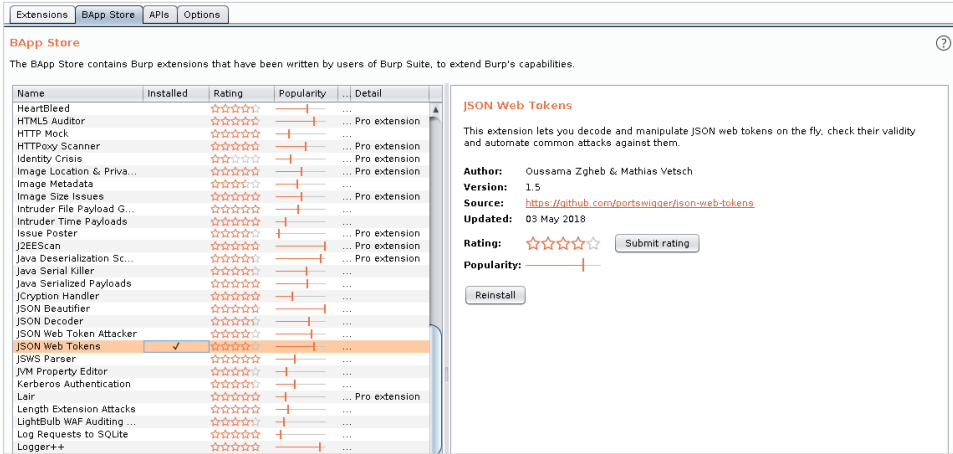 Extensions BApp Store APIs Options
BApp Store
?
The BApp Store contains Burp extensions that have been written by users of Burp Suite, to extend Burp's capabilities.
Name Installed Rating Popularity ... Detail
HeartBleed ...
HTML5 Auditor ... Pro extension
HTTP Mock ...
HTTPoxy Scanner ... Pro extension
Identity Crisis ... Pro extension
Image Location & Priva... ... Pro extension
Image Metadata ...
Image Size Issues ... Pro extension
Intruder File Payload G... ...
Intruder Time Payloads ...
Issue Poster ... Pro extension
J2EEScan ... Pro extension
Java Deserialization Sc... ... Pro extension
Java Serial Killer ...
Java Serialized Payloads ...
JCryption Handler ...
JSON Beautifier ...
JSON Decoder ...
JSON Web Token Attacker ...
JSON Web Tokens ✓ ...
JSWS Parser ...
JVM Property Editor ...
Kerberos Authentication ...
Lair ... Pro extension
Length Extension Attacks ...
LightBulb WAF Auditing ... ...
Log Requests to SQLite ...
Logger++ ...
JSON Web Tokens
This extension lets you decode and manipulate JSON web tokens on the fly, check their validity
and automate common attacks against them.
Author: Oussama Zgheb & Mathias Vetsch
Version: 1.5
Source: https://github.com/portswigger/json-web-tokens
Updated: 03 May 2018
Rating: Submit rating
Popularity:
Reinstall